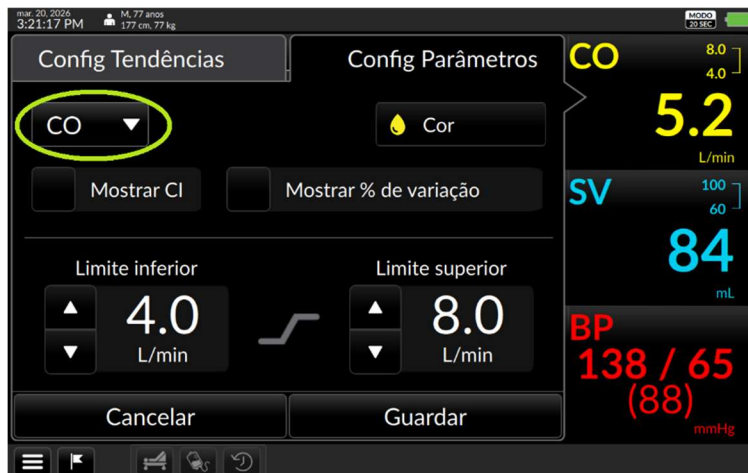 mar. 20, 2026
3:21:17 PM
M, 77 anos
177 cm, 77 kg
MODO
20 SEC
Config Tendências
Config Parâmetros
CO
Cor
Mostrar CI
Mostrar % de variação
Limite inferior
Limite superior
4.0
L/min
8.0
L/min
Cancelar
Guardar
CO
8.0
4.0
5.2
L/min
SV
100
60
84
mL
BP
138 / 65
(88)
mmHg